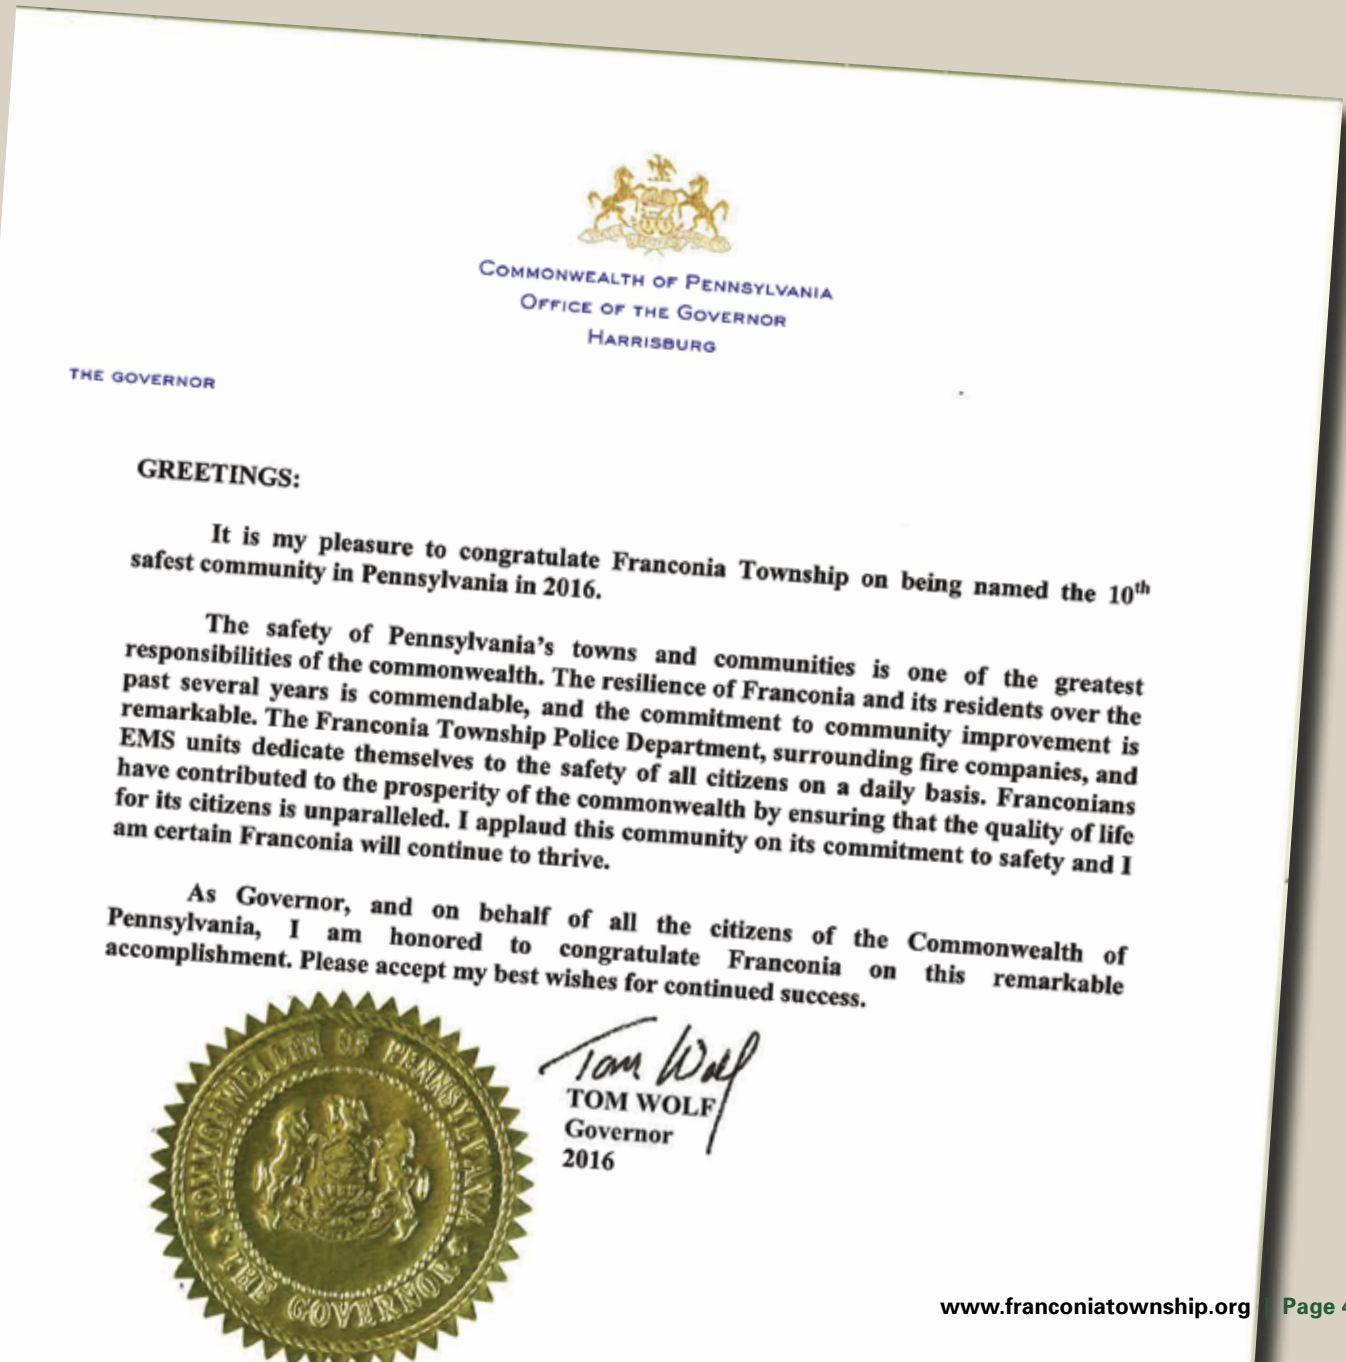 COMMONWEALTH OF PENNSYLVANIA
OFFICE OF THE GOVERNOR
HARRISBURG
THE GOVERNOR
GREETINGS:
It is my pleasure to congratulate Franconia Township on being named the 10th
safest community in Pennsylvania in 2016.
The safety of Pennsylvania's towns and communities is one of the greatest
responsibilities of the commonwealth. The resilience of Franconia and its residents over the
past several years is commendable, and the commitment to community improvement is
remarkable. The Franconia Township Police Department, surrounding fire companies, and
EMS units dedicate themselves to the safety of all citizens on a daily basis. Franconians
have contributed to the prosperity of the commonwealth by ensuring that the quality of life
for its citizens is unparalleled. I applaud this community on its commitment to safety and I
am certain Franconia will continue to thrive.
As Governor, and on behalf of all the citizens of the Commonwealth of
Pennsylvania, I am honored to congratulate Franconia on this remarkable
accomplishment. Please accept my best wishes for continued success.
Tom Wolf
TOM WOLF
Governor
2016
COMMONWEALTH OF PENNSYLVANIA
THE GOVERNOR
www.franconiatownship.org | Page 4